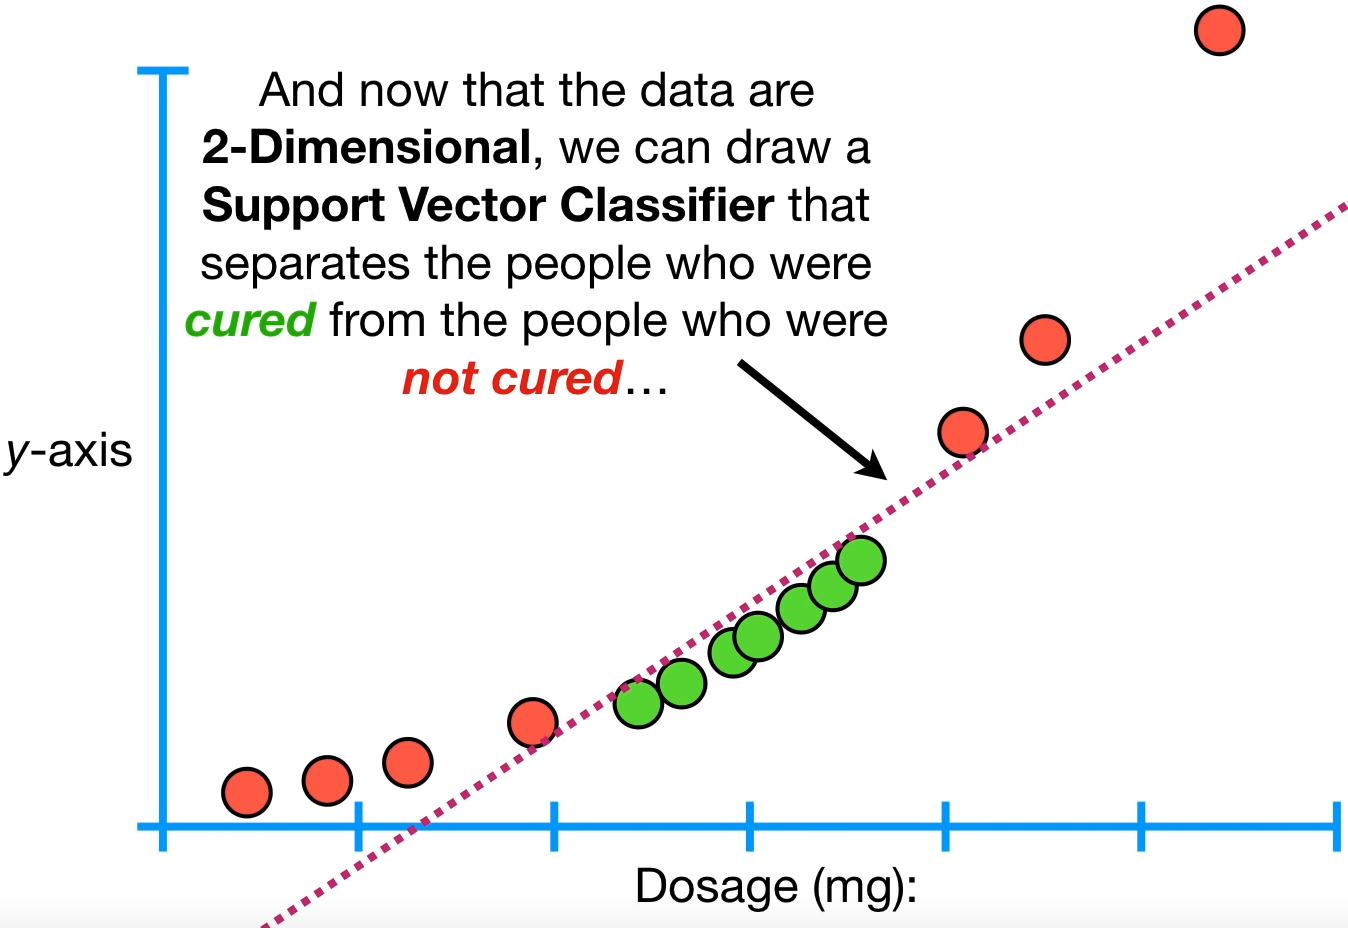 And now that the data are
2-Dimensional, we can draw a
Support Vector Classifier that
separates the people who were
cured from the people who were
not cured…
y-axis
Dosage (mg):